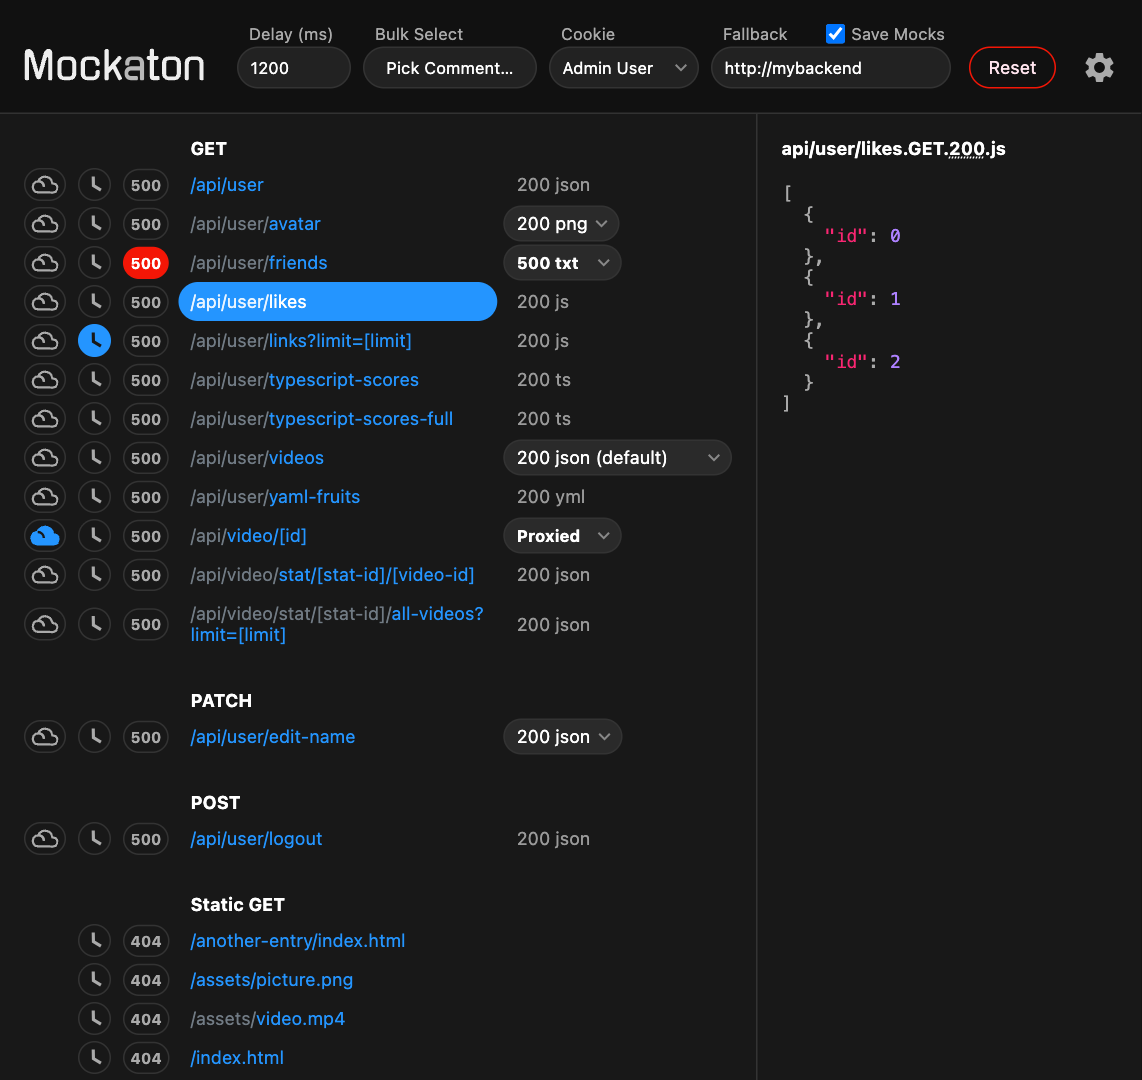 Mockaton
Delay (ms)
1200
Bulk Select
Pick Comment...
Cookie
Admin User
Fallback
Save Mocks
http://mybackend
Reset
GET
500 /api/user 200 json
500 /api/user/avatar 200 png
500 /api/user/friends 500 txt
500 /api/user/likes 200 js
500 /api/user/links?limit=[limit] 200 js
500 /api/user/typescript-scores 200 ts
500 /api/user/typescript-scores-full 200 ts
500 /api/user/videos 200 json (default)
500 /api/user/yaml-fruits 200 yml
500 /api/video/[id] Proxied
500 /api/video/stat/[stat-id]/[video-id] 200 json
500 /api/video/stat/[stat-id]/all-videos? 200 json
limit=[limit]
PATCH
500 /api/user/edit-name 200 json
POST
500 /api/user/logout 200 json
Static GET
404 /another-entry/index.html
404 /assets/picture.png
404 /assets/video.mp4
404 /index.html
api/user/likes.GET.200.js
[
{
"id": 0
},
{
"id": 1
},
{
"id": 2
}
]